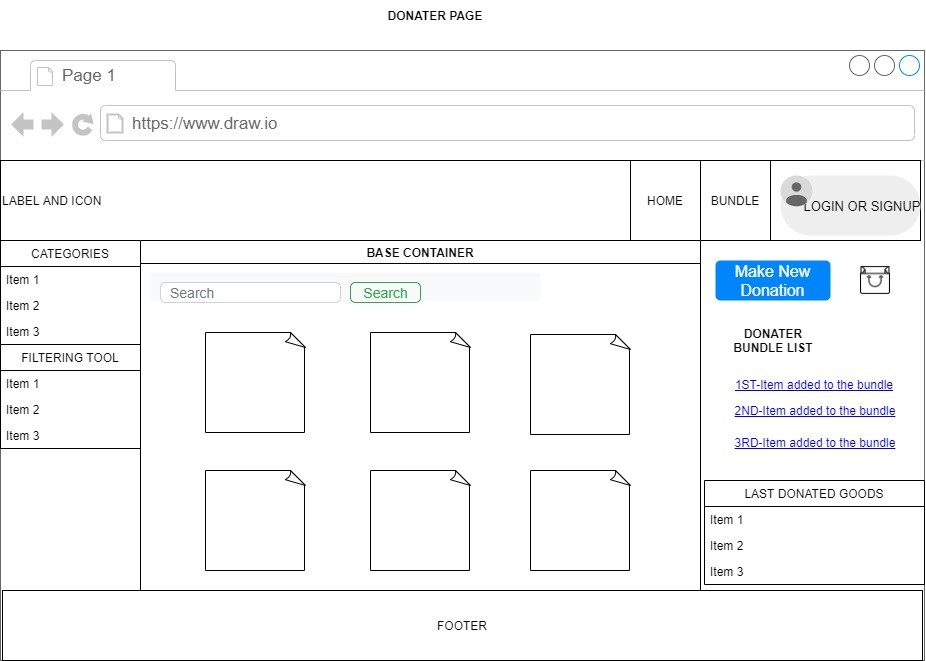 DONATER PAGE
Page 1
https://www.draw.io
LABEL AND ICON
HOME
BUNDLE
LOGIN OR SIGNUP
CATEGORIES
Item 1
Item 2
Item 3
FILTERING TOOL
Item 1
Item 2
Item 3
BASE CONTAINER
Search
Search
Make New
Donation
DONATER
BUNDLE LIST
1ST-Item added to the bundle
2ND-Item added to the bundle
3RD-Item added to the bundle
LAST DONATED GOODS
Item 1
Item 2
Item 3
FOOTER